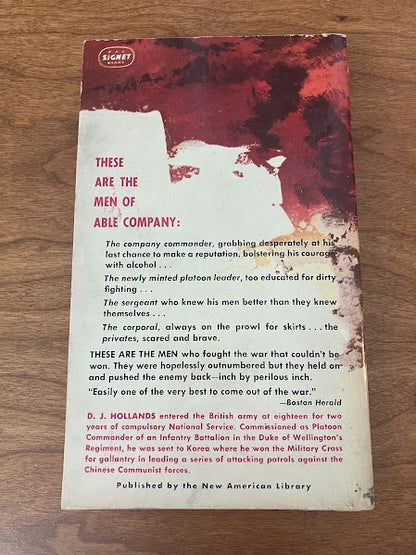 SIGNET
BOOKS
THESE
ARE THE
MEN OF
ABLE COMPANY:
The company commander, grabbing desperately at his
last chance to make a reputation, bolstering his courage
with alcohol . . .
The newly minted platoon leader, too educated for dirty
fighting . . .
The sergeant who knew his men better than they knew
themselves . . .
The corporal, always on the prowl for skirts . . . the
privates, scared and brave.
THESE ARE THE MEN who fought the war that couldn't be
won. They were hopelessly outnumbered but they held on
and pushed the enemy back—inch by perilous inch.
"Easily one of the very best to come out of the war."
—Boston Herald
D. J. HOLLANDS entered the British army at eighteen for two
years of compulsory National Service. Commissioned as Platoon
Commander of an Infantry Battalion in the Duke of Wellington's
Regiment, he was sent to Korea where he won the Military Cross
for gallantry in leading a series of attacking patrols against the
Chinese Communist forces.
Published by the New American Library